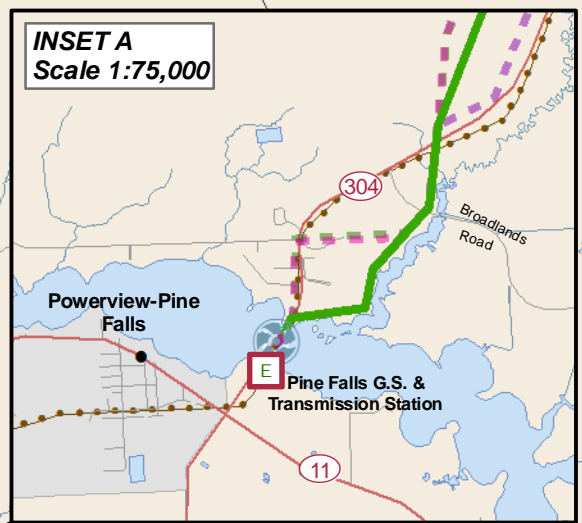 INSET A
Scale 1:75,000
304
Broadlands
Road
Powerview-Pine
Falls
E
Pine Falls G.S. &
Transmission Station
11